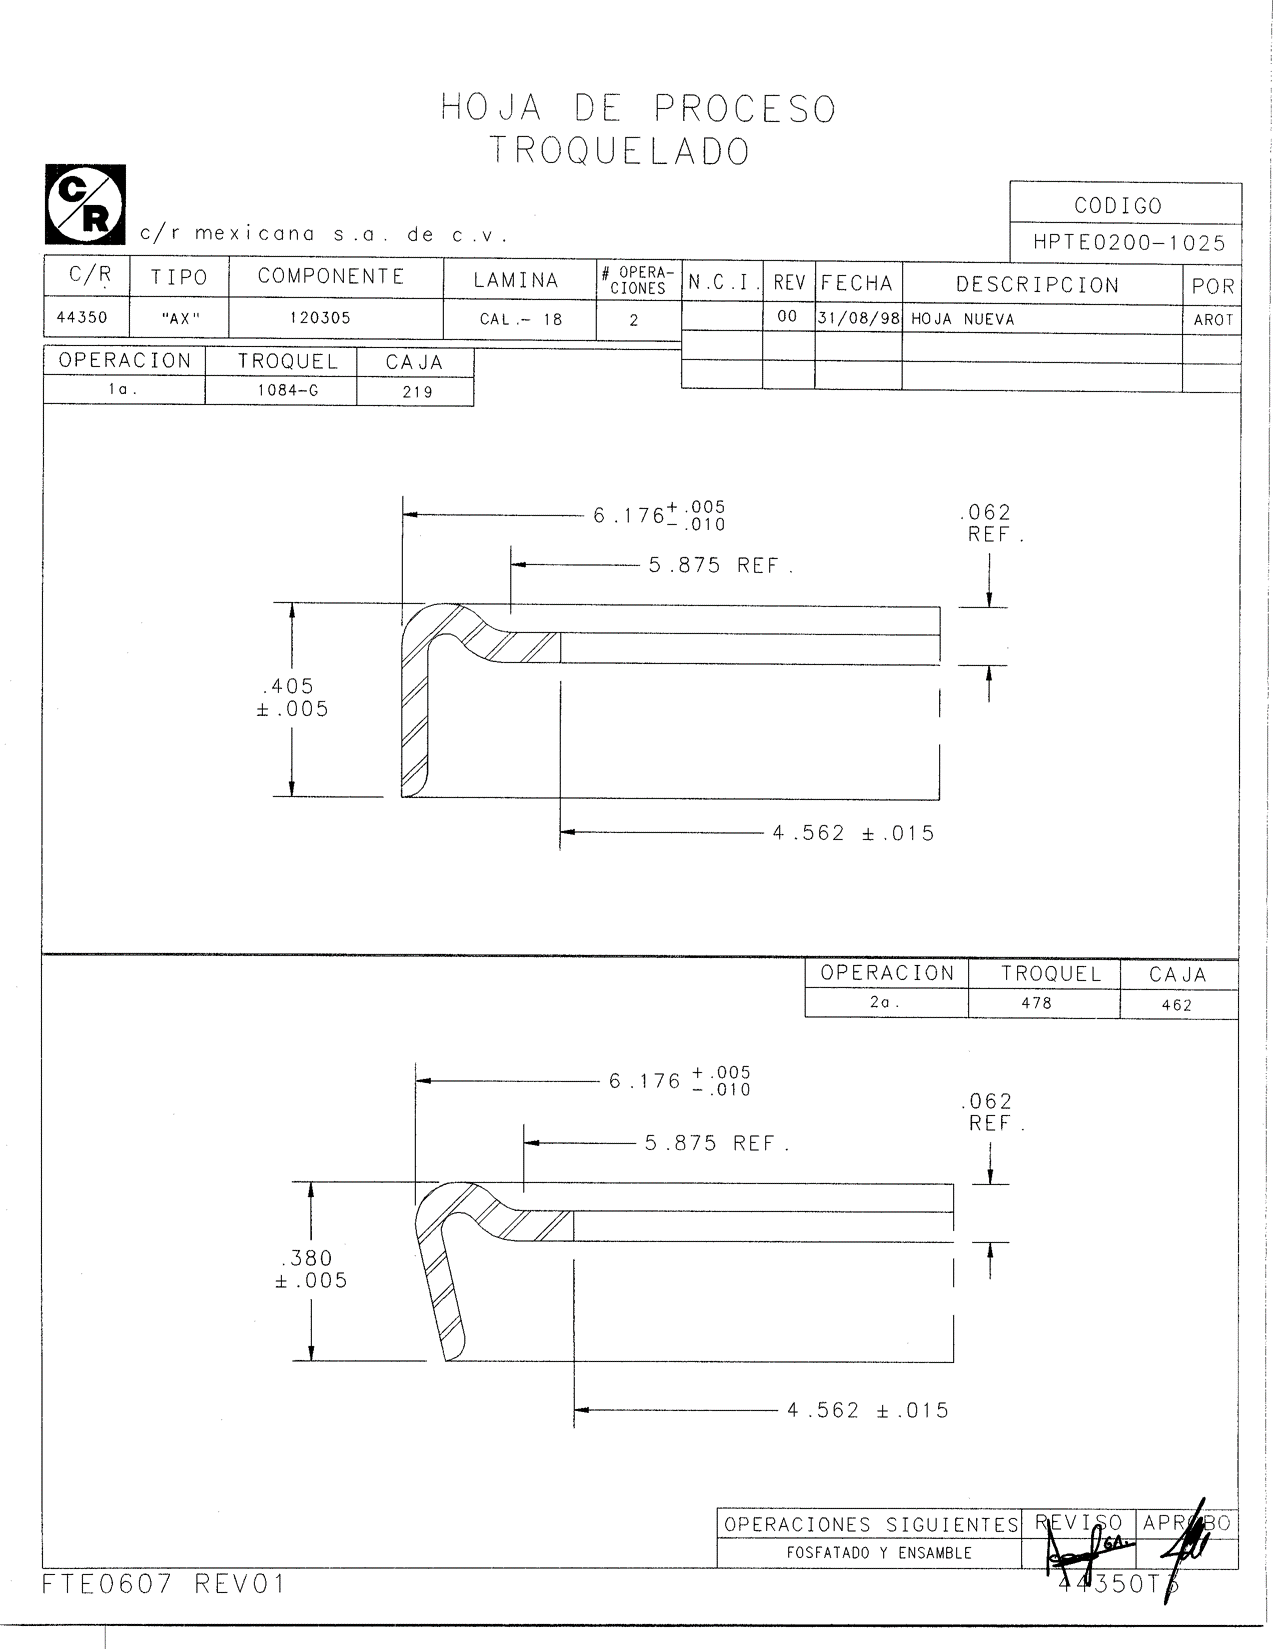 HOJA DE PROCESO
TROQUELADO
C/R
c/r mexicana s.a. de c.v.
CODIGO
HPTE0200-1025
C/R TIPO COMPONENTE LAMINA # OPERA-CIONES N.C.I. REV FECHA DESCRIPCION POR
44350 "AX" 120305 CAL.- 18 2 00 31/08/98 HOJA NUEVA AROT
OPERACION TROQUEL CAJA
1a. 1084-G 219
6.176 +.005 -.010
.062
REF.
5.875 REF.
.405
±.005
4.562 ±.015
OPERACION TROQUEL CAJA
2a. 478 462
6.176 +.005 -.010
.062
REF.
5.875 REF.
.380
±.005
4.562 ±.015
OPERACIONES SIGUIENTES REVISO APROBO
FOSFATADO Y ENSAMBLE
FTE0607 REV01